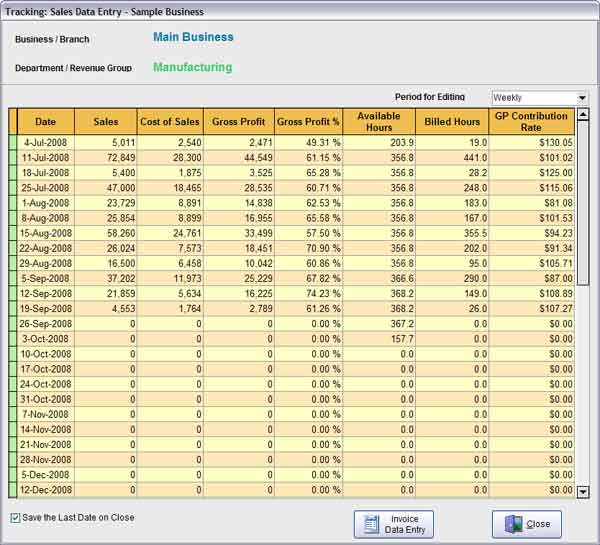 Tracking: Sales Data Entry - Sample Business
Business / Branch Main Business
Department / Revenue Group Manufacturing
Period for Editing Weekly
Date Sales Cost of Sales Gross Profit Gross Profit % Available Hours Billed Hours GP Contribution Rate
4-Jul-2008 5,011 2,540 2,471 49.31 % 203.9 19.0 $130.05
11-Jul-2008 72,849 28,300 44,549 61.15 % 356.8 441.0 $101.02
18-Jul-2008 5,400 1,875 3,525 65.28 % 356.8 28.2 $125.00
25-Jul-2008 47,000 18,465 28,535 60.71 % 356.8 248.0 $115.06
1-Aug-2008 23,729 8,891 14,838 62.53 % 356.8 183.0 $81.08
8-Aug-2008 25,854 8,899 16,955 65.58 % 356.8 167.0 $101.53
15-Aug-2008 58,260 24,761 33,499 57.50 % 356.8 355.5 $94.23
22-Aug-2008 26,024 7,573 18,451 70.90 % 356.8 202.0 $91.34
29-Aug-2008 16,500 6,458 10,042 60.86 % 356.8 95.0 $105.71
5-Sep-2008 37,202 11,973 25,229 67.82 % 366.6 290.0 $87.00
12-Sep-2008 21,859 5,634 16,225 74.23 % 368.2 149.0 $108.89
19-Sep-2008 4,553 1,764 2,789 61.26 % 368.2 26.0 $107.27
26-Sep-2008 0 0 0 0.00 % 367.2 0.0 $0.00
3-Oct-2008 0 0 0 0.00 % 157.7 0.0 $0.00
10-Oct-2008 0 0 0 0.00 % 0.0 0.0 $0.00
17-Oct-2008 0 0 0 0.00 % 0.0 0.0 $0.00
24-Oct-2008 0 0 0 0.00 % 0.0 0.0 $0.00
31-Oct-2008 0 0 0 0.00 % 0.0 0.0 $0.00
7-Nov-2008 0 0 0 0.00 % 0.0 0.0 $0.00
14-Nov-2008 0 0 0 0.00 % 0.0 0.0 $0.00
21-Nov-2008 0 0 0 0.00 % 0.0 0.0 $0.00
28-Nov-2008 0 0 0 0.00 % 0.0 0.0 $0.00
5-Dec-2008 0 0 0 0.00 % 0.0 0.0 $0.00
12-Dec-2008 0 0 0 0.00 % 0.0 0.0 $0.00
Save the Last Date on Close
Invoice
Data Entry
Close